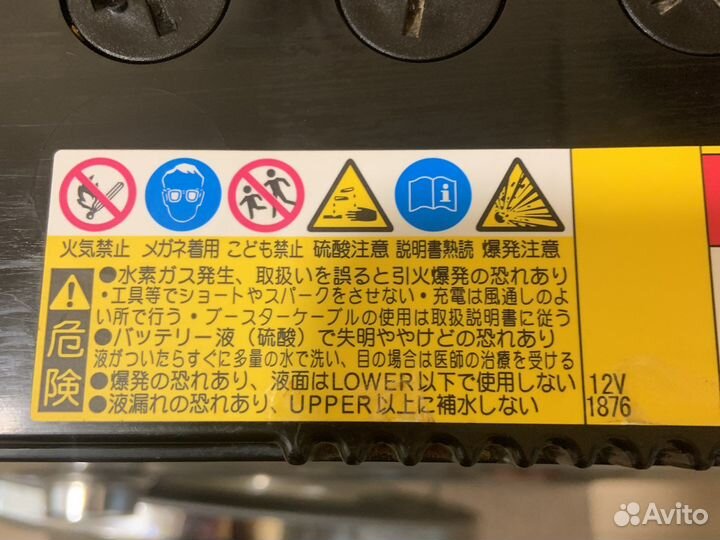 火気禁止 メガネ着用 こども禁止 硫酸注意 説明書熟読 爆発注意
危険
●水素ガス発生、取扱いを誤ると引火爆発の恐れあり
・工具等でショートやスパークをさせない・充電は風通しのよ
い所で行う・ブースターケーブルの使用は取扱説明書に従う
●バッテリー液（硫酸）で失明ややけどの恐れあり
液がついたらすぐに多量の水で洗い、目の場合は医師の治療を受ける
●爆発の恐れあり、液面はLOWER以下で使用しない
●液漏れの恐れあり、UPPER以上に補水しない
12V
1876
Avito